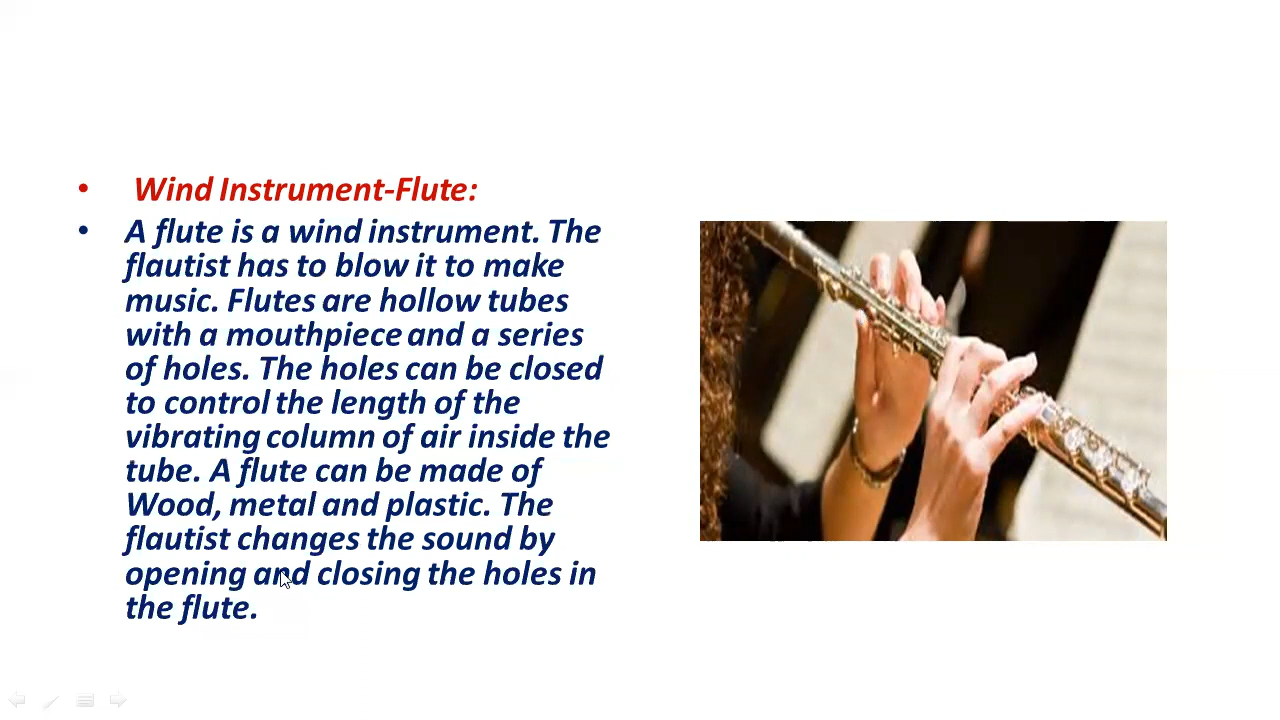 • Wind Instrument-Flute:
• A flute is a wind instrument. The
flautist has to blow it to make
music. Flutes are hollow tubes
with a mouthpiece and a series
of holes. The holes can be closed
to control the length of the
vibrating column of air inside the
tube. A flute can be made of
Wood, metal and plastic. The
flautist changes the sound by
opening and closing the holes in
the flute.